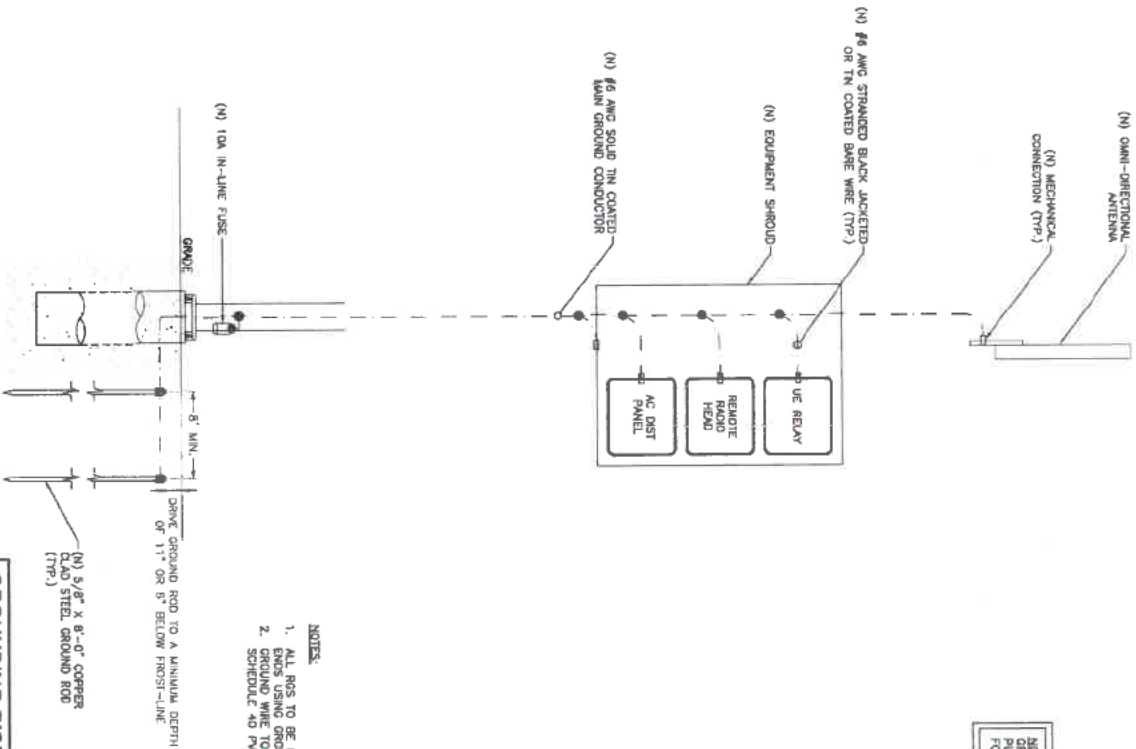 (N) OMNI-DIRECTIONAL
ANTENNA
(N) MECHANICAL
CONNECTION (TYP.)
(N) #6 AWG STRANDED BLACK JACKETED
OR TIN COATED BARE WIRE (TYP.)
(N) EQUIPMENT SHROUD
(N) #6 AWG SOLID TIN COATED
MAIN GROUND CONDUCTOR
UE RELAY
REMOTE
RADIO
HEAD
AC DIST
PANEL
(N) 10A IN-LINE FUSE
GRADE
8' MIN.
DRIVE GROUND ROD TO A MINIMUM DEPTH
OF 11" OR 6" BELOW FROST-LINE
(N) 5/8" X 8'-0" COPPER
CLAD STEEL GROUND ROD
(TYP.)
NOTES:
1. ALL RGS TO BE
ENDS USING GRO
2. GROUND WIRE TO
SCHEDULE 40 PV